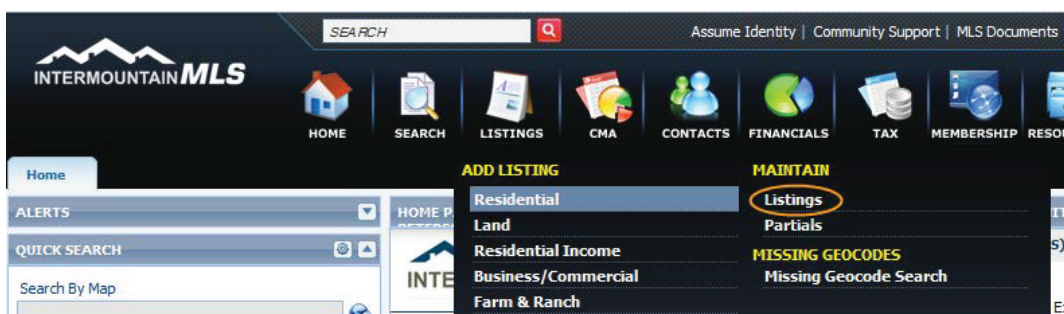 SEARCH
Assume Identity | Community Support | MLS Documents
INTERMOUNTAIN MLS
HOME SEARCH LISTINGS CMA CONTACTS FINANCIALS TAX MEMBERSHIP
Home
ADD LISTING MAINTAIN
ALERTS
HOME
Residential Listings
Land Partials
QUICK SEARCH
Residential Income MISSING GEOCODES
Business/Commercial Missing Geocode Search
Search By Map
Farm & Ranch